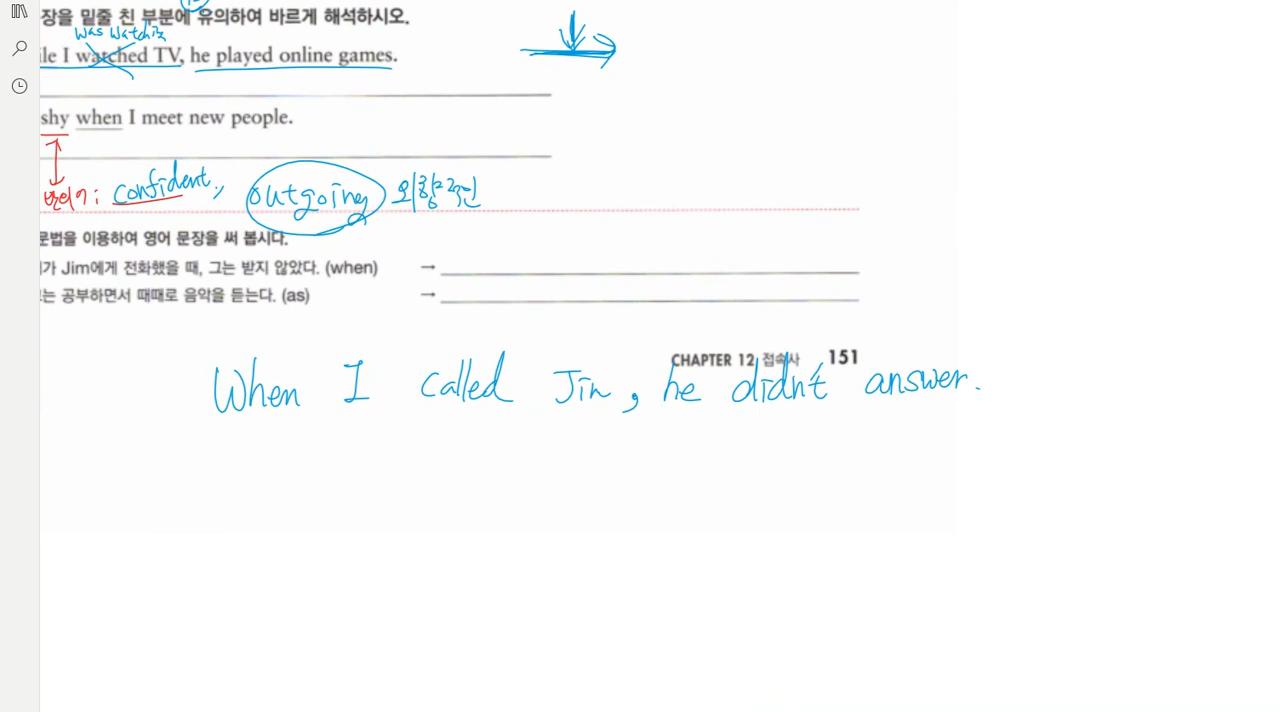 장을 밑줄 친 부분에 유의하여 바르게 해석하시오.
was watchin
ile I watched TV, he played online games.
shy when I meet new people.
반의어 : confident, outgoing 외향적인
문법을 이용하여 영어 문장을 써 봅시다.
가 Jim에게 전화했을 때, 그는 받지 않았다. (when) →
는 공부하면서 때때로 음악을 듣는다. (as) →
CHAPTER 12 접속사 151
When I called Jim, he didn't answer.